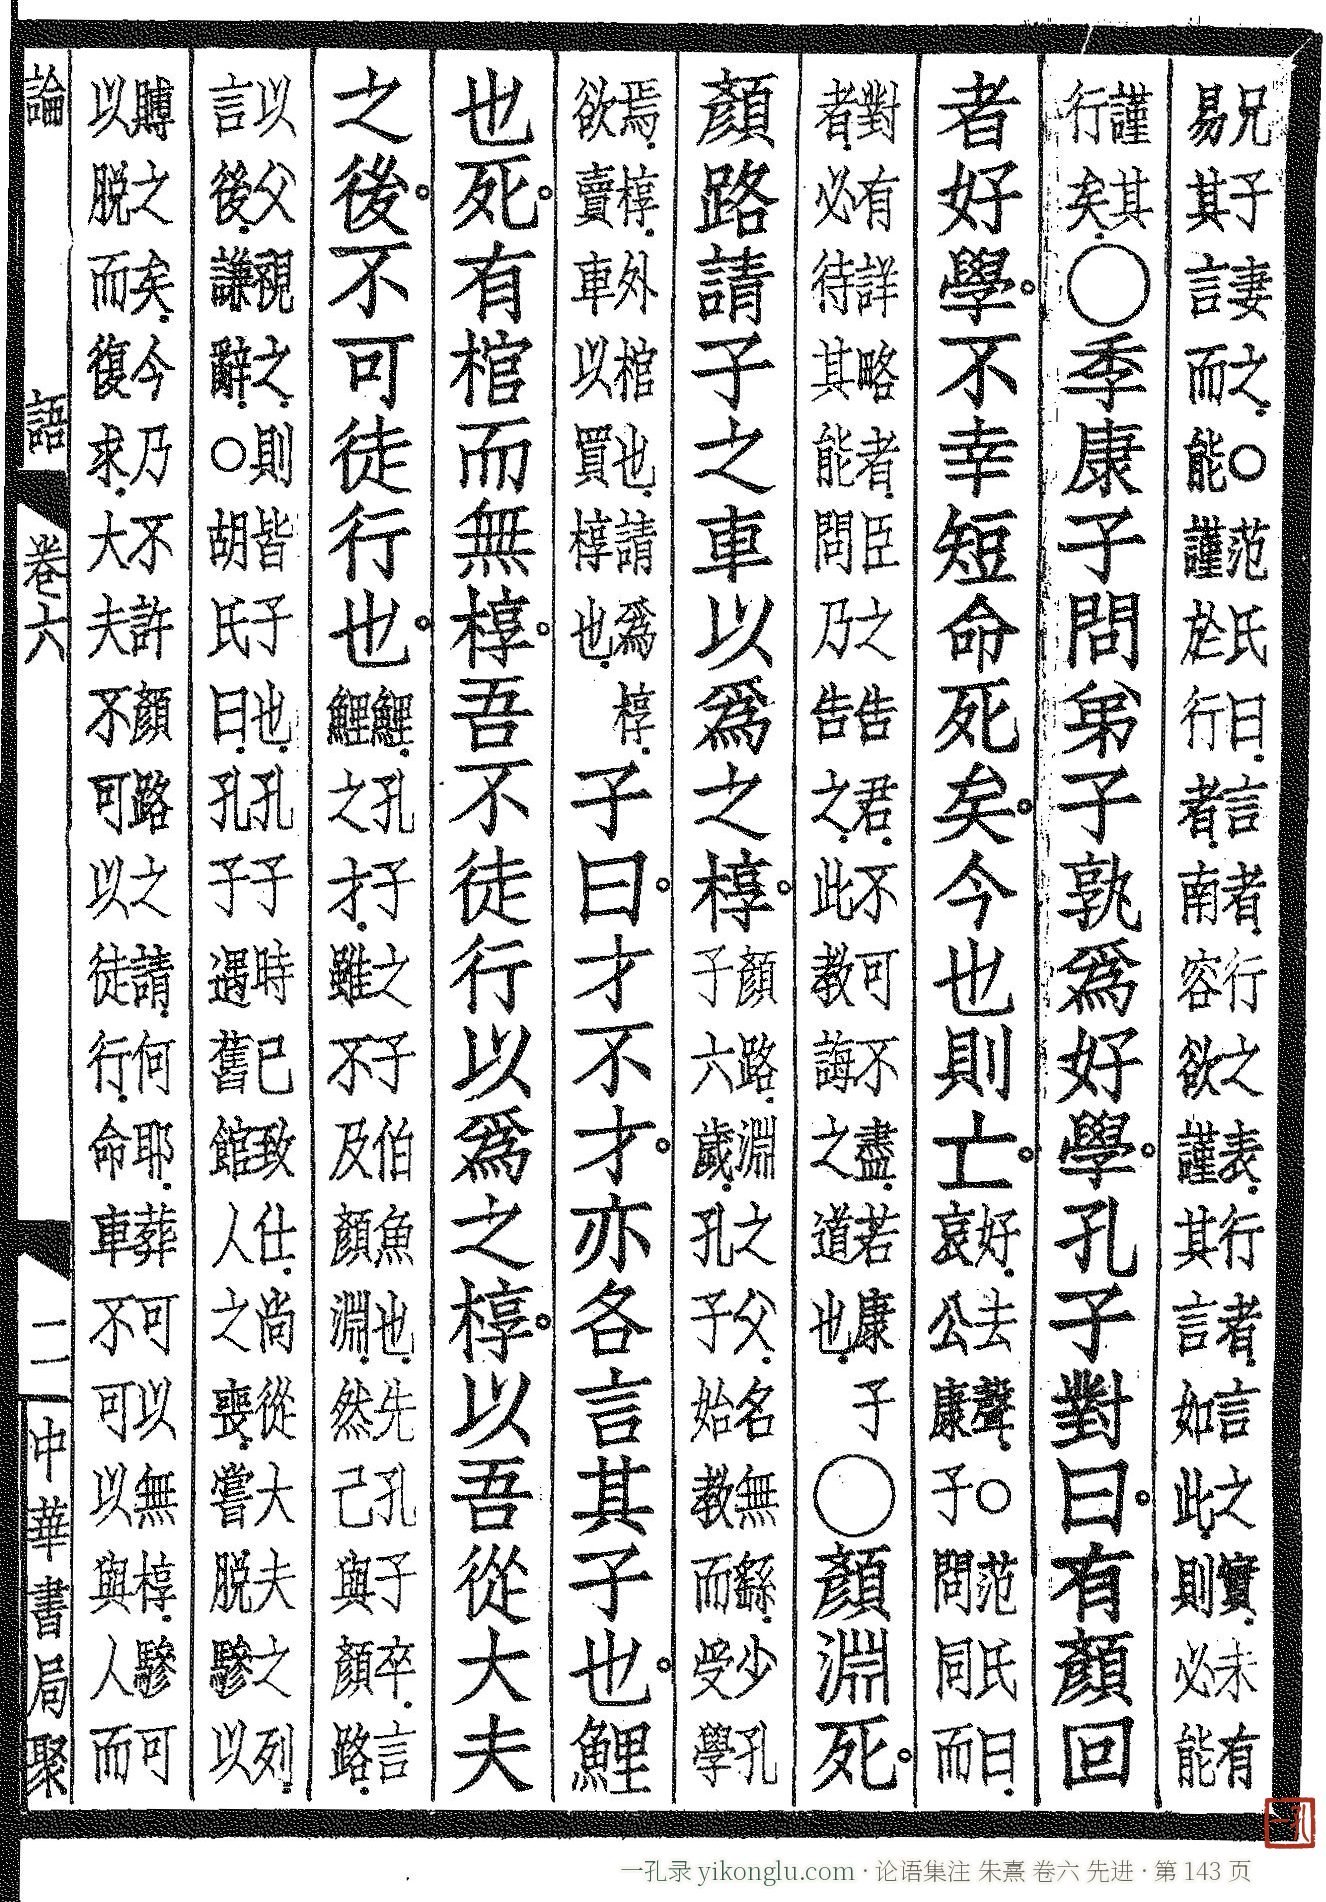 兄子妻之。○范氏曰。言者。行之表。行者。言之實。未有
易其言而能謹於行者。南容欲謹其言如此。則必能
謹其行矣。○季康子問弟子孰爲好學。孔子對曰。有顏回
者好學。不幸短命死矣。今也則亡。好。去聲。○范氏曰。哀公康子問同而
對有詳略者。臣之告君。不可不盡。若康子者。必待其能問乃告之。此教誨之道也。○顏淵死。
顏路請子之車以爲之椁。顏路。淵之父。名無繇。少孔子六歲。孔子始教而受學
焉。椁。外棺也。請爲椁。欲賣車以買椁也。子曰。才不才。亦各言其子也。鯉
也死。有棺而無椁。吾不徒行以爲之椁。以吾從大夫
之後。不可徒行也。鯉。孔子之子伯魚也。先孔子卒。言鯉之才。雖不及顏淵。然己與顏路。
以父視之。則皆子也。孔子時已致仕。尚從大夫之列。
言後。謙辭。○胡氏曰。孔子遇舊館人之喪。嘗脫驂以
賻之矣。今乃不許顏路之請。何耶。葬可以無椁。驂可
以脫而復求。大夫不可以徒行。命車不可以與人而
論語
卷六
二
中華書局聚
孔
一孔录 yikonglu.com · 论语集注 朱熹 卷六 先进 · 第 143 页